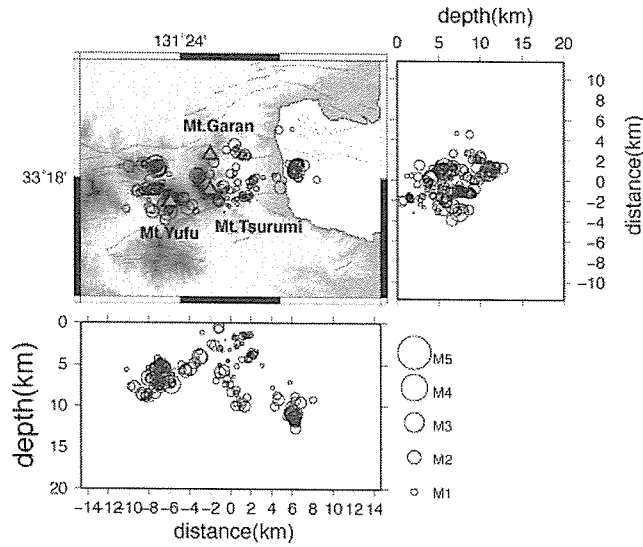 depth(km)
131˚24'
0 5 10 15 20
Mt.Garan
33˚18'
Mt.Yufu
Mt.Tsurumi
10
8
6
4
2
0
-2
-4
-6
-8
-10
distance(km)
0
5
10
15
20
depth(km)
-14 -12 -10 -8 -6 -4 -2 0 2 4 6 8 10 12 14
distance(km)
M5
M4
M3
M2
M1